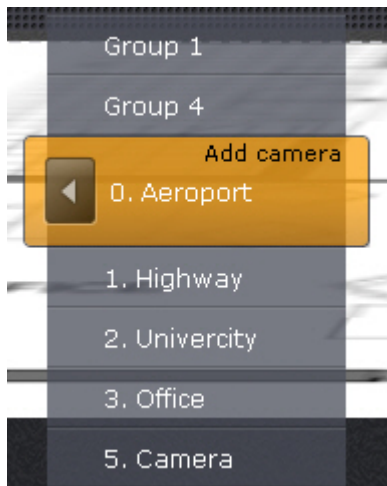 Group 1
Group 4
Add camera
0. Aeroport
1. Highway
2. Univercity
3. Office
5. Camera